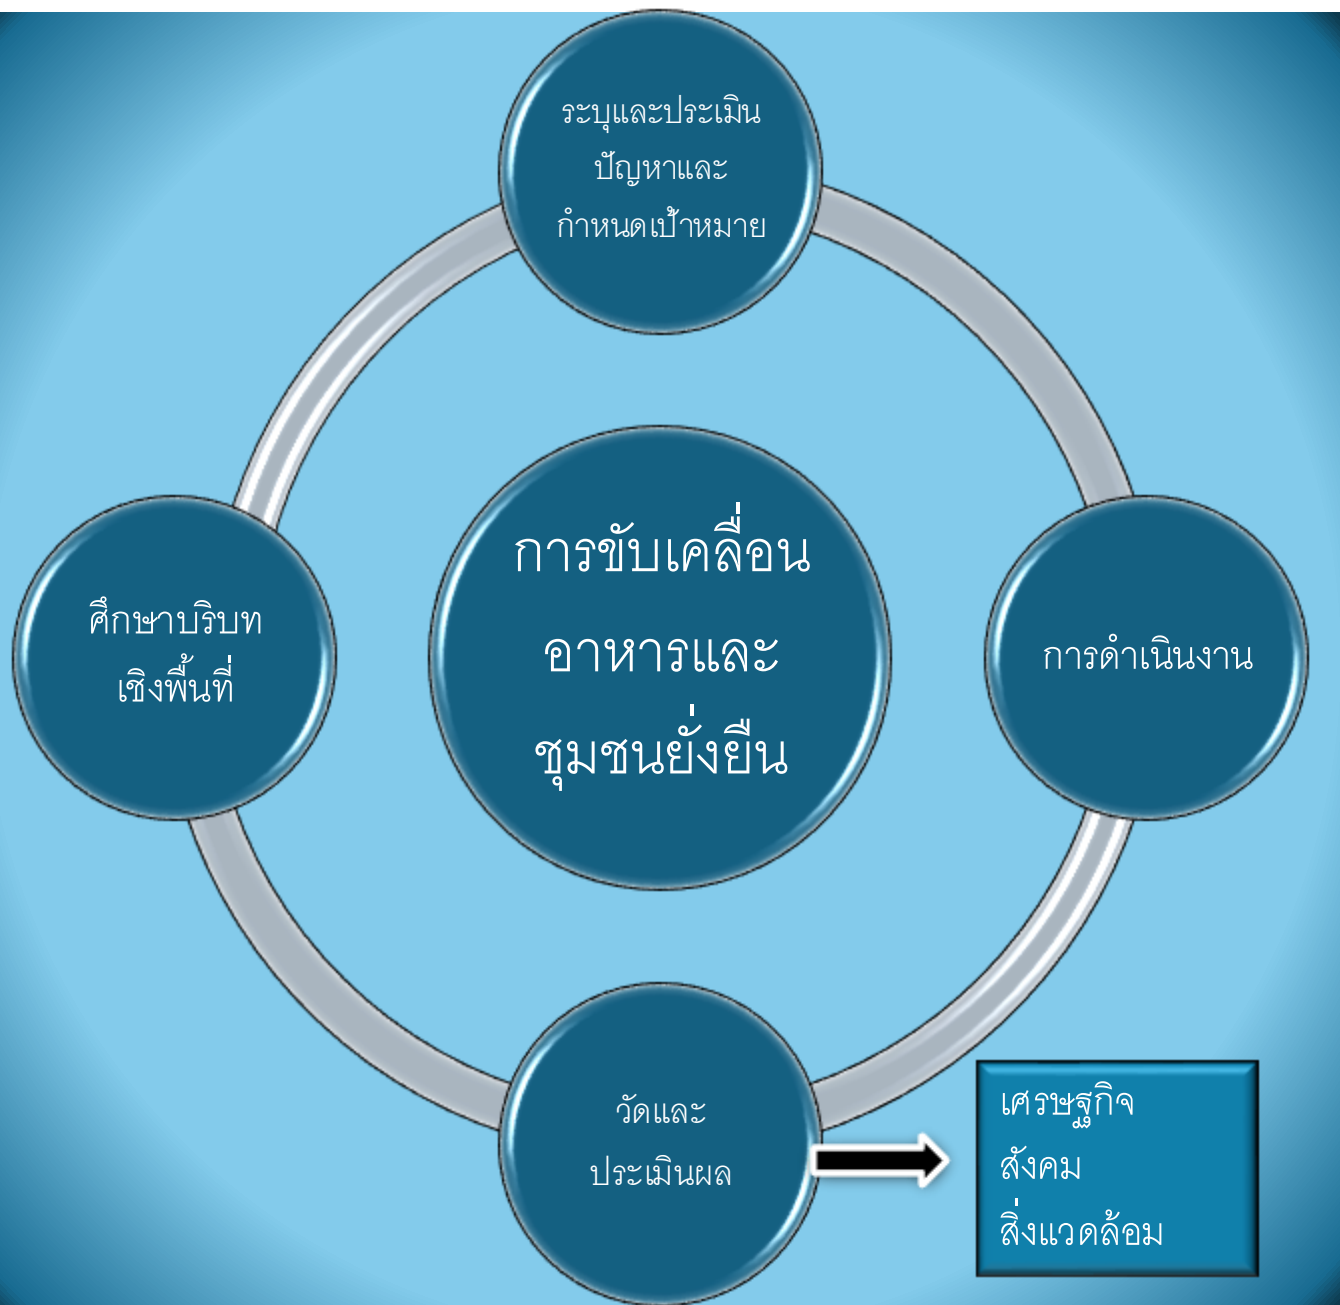 ระบุและประเมิน
ปัญหาและ
กำหนดเป้าหมาย
การขับเคลื่อน
อาหารและ
ชุมชนยั่งยืน
ศึกษาบริบท
เชิงพื้นที่
การดำเนินงาน
วัดและ
ประเมินผล
เศรษฐกิจ
สังคม
สิ่งแวดล้อม